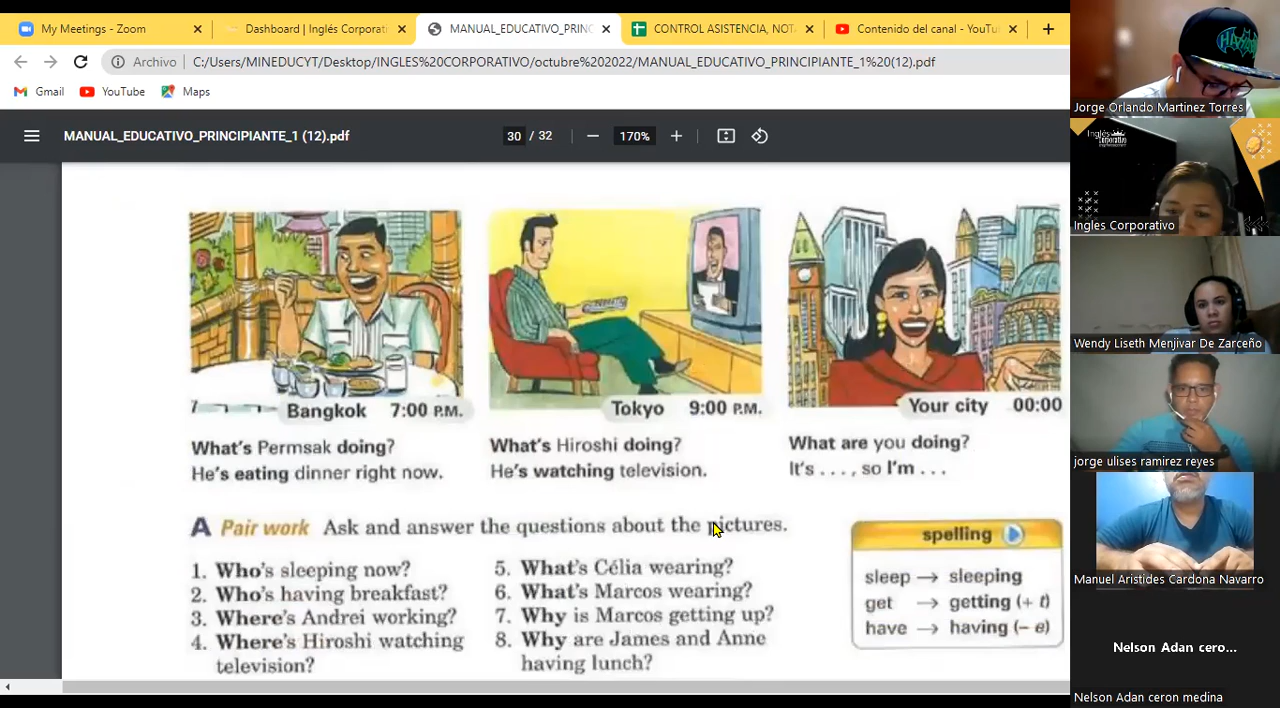 My Meetings - Zoom
Dashboard | Inglés Corporati
MANUAL_EDUCATIVO_PRINC
CONTROL ASISTENCIA, NOT
Contenido del canal - YouTu
Archivo
C:/Users/MINEDUCYT/Desktop/INGLES%20CORPORATIVO/octubre%202022/MANUAL_EDUCATIVO_PRINCIPIANTE_1%20(12).pdf
Gmail YouTube Maps
MANUAL_EDUCATIVO_PRINCIPIANTE_1 (12).pdf
30 / 32
170%
Bangkok 7:00 P.M.
What's Permsak doing?
He's eating dinner right now.
Tokyo 9:00 P.M.
What's Hiroshi doing?
He's watching television.
Your city 00:00
What are you doing?
It's . . . , so I'm . . .
A Pair work Ask and answer the questions about the pictures.
1. Who's sleeping now?
2. Who's having breakfast?
3. Where's Andrei working?
4. Where's Hiroshi watching
television?
5. What's Célia wearing?
6. What's Marcos wearing?
7. Why is Marcos getting up?
8. Why are James and Anne
having lunch?
spelling
sleep → sleeping
get → getting (+ t)
have → having (– e)
Jorge Orlando Martinez Torres
Inglés
Corporativo
Ingles Corporativo
Wendy Liseth Menjivar De Zarceño
jorge ulises ramirez reyes
Manuel Aristides Cardona Navarro
Nelson Adan cero...
Nelson Adan ceron medina